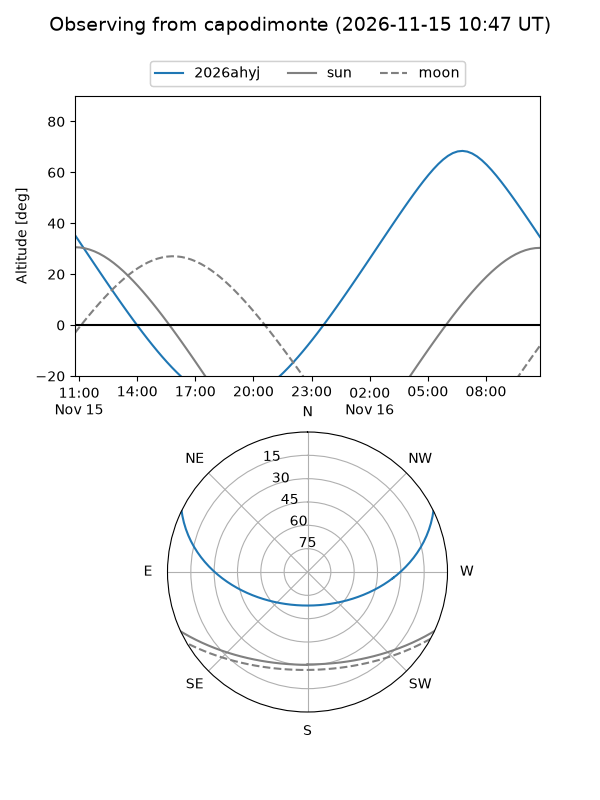 Observing from capodimonte (2026-11-15 10:47 UT)
2026ahyj sun moon
Altitude [deg]
80
60
40
20
0
−20
11:00 14:00 17:00 20:00 23:00 02:00 05:00 08:00
Nov 15 Nov 16
N
NE NW
15
30
45
60
75
E W
SE SW
S